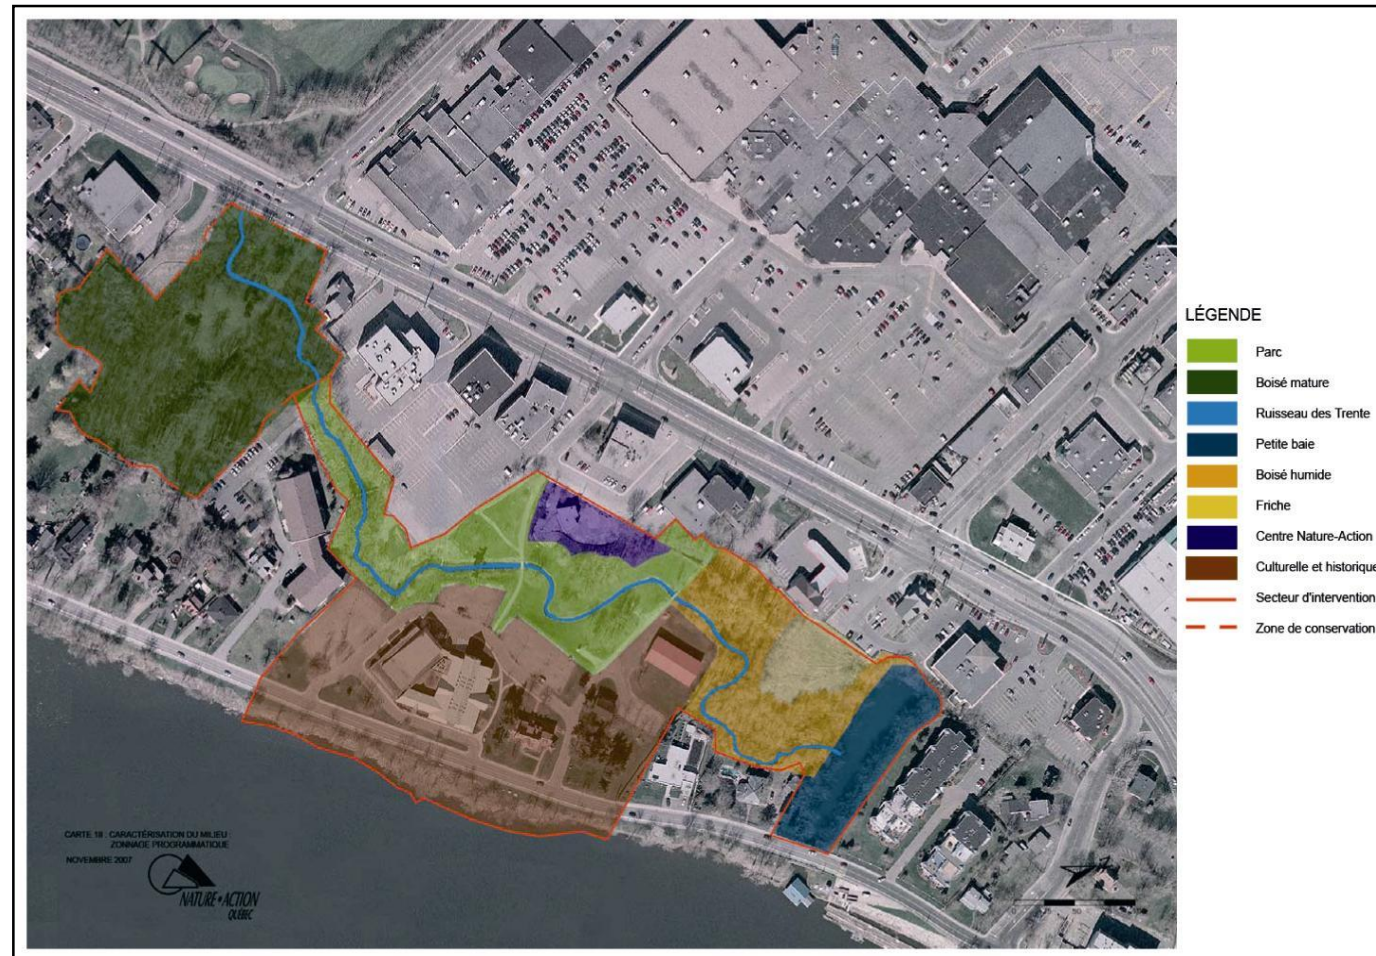 LÉGENDE
Parc
Boisé mature
Ruisseau des Trente
Petite baie
Boisé humide
Friche
Centre Nature-Action
Culturelle et historique
Secteur d'intervention
Zone de conservation
CARTE 18 : CARACTÉRISATION DU MILIEU
ZONNAGE PROGRAMMATIQUE
NOVEMBRE 2007
NATURE ACTION
QUÉBEC